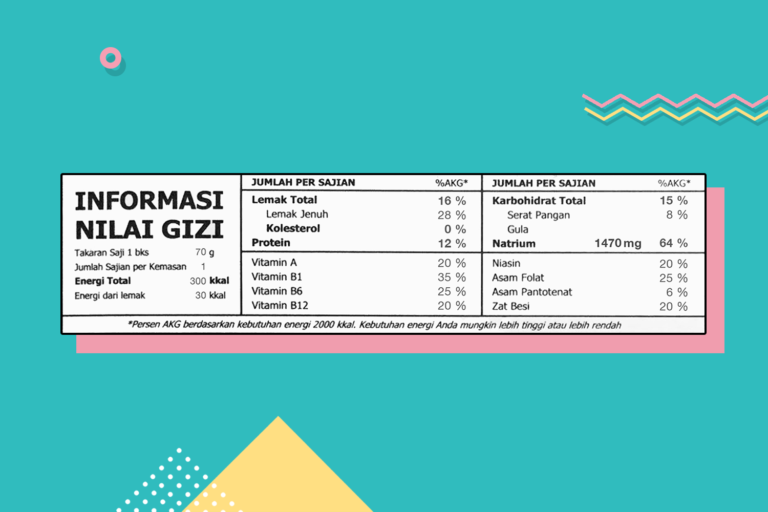 INFORMASI
NILAI GIZI
Takaran Saji 1 bks 70 g
Jumlah Sajian per Kemasan 1
Energi Total 300 kkal
Energi dari lemak 30 kkal
JUMLAH PER SAJIAN %AKG*
Lemak Total 16 %
Lemak Jenuh 28 %
Kolesterol 0 %
Protein 12 %
Vitamin A 20 %
Vitamin B1 35 %
Vitamin B6 25 %
Vitamin B12 20 %
JUMLAH PER SAJIAN %AKG*
Karbohidrat Total 15 %
Serat Pangan 8 %
Gula
Natrium 1470 mg 64 %
Niasin 20 %
Asam Folat 25 %
Asam Pantotenat 6 %
Zat Besi 20 %
*Persen AKG berdasarkan kebutuhan energi 2000 kkal. Kebutuhan energi Anda mungkin lebih tinggi atau lebih rendah